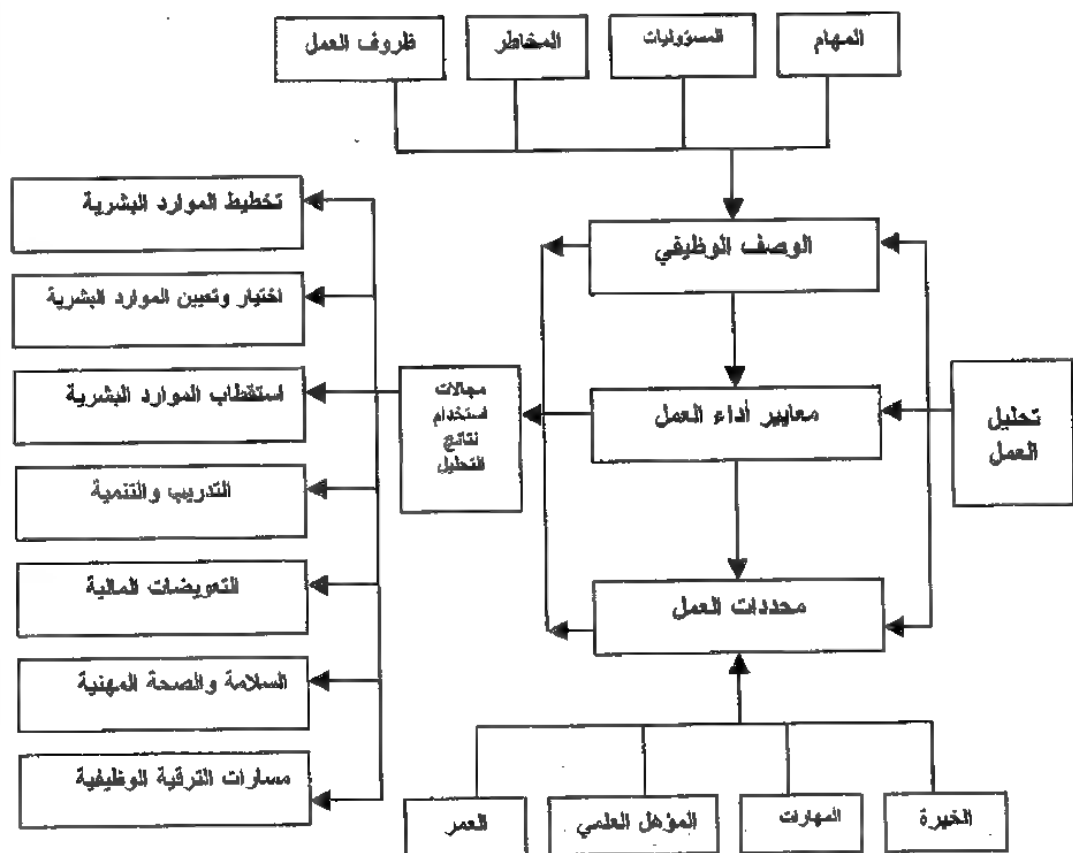 المهام
المسؤوليات
المخاطر
ظروف العمل
الوصف الوظيفي
معايير أداء العمل
محددات العمل
تحليل
العمل
مجالات
استخدام
نتائج
التحليل
تخطيط الموارد البشرية
اختيار وتعيين الموارد البشرية
استقطاب الموارد البشرية
التدريب والتنمية
التعويضات المالية
السلامة والصحة المهنية
مسارات الترقية الوظيفية
الخبرة
المهارات
المؤهل العلمي
العمر